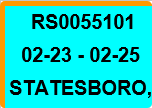 RS0055101
02-23 - 02-25
STATESBORO,